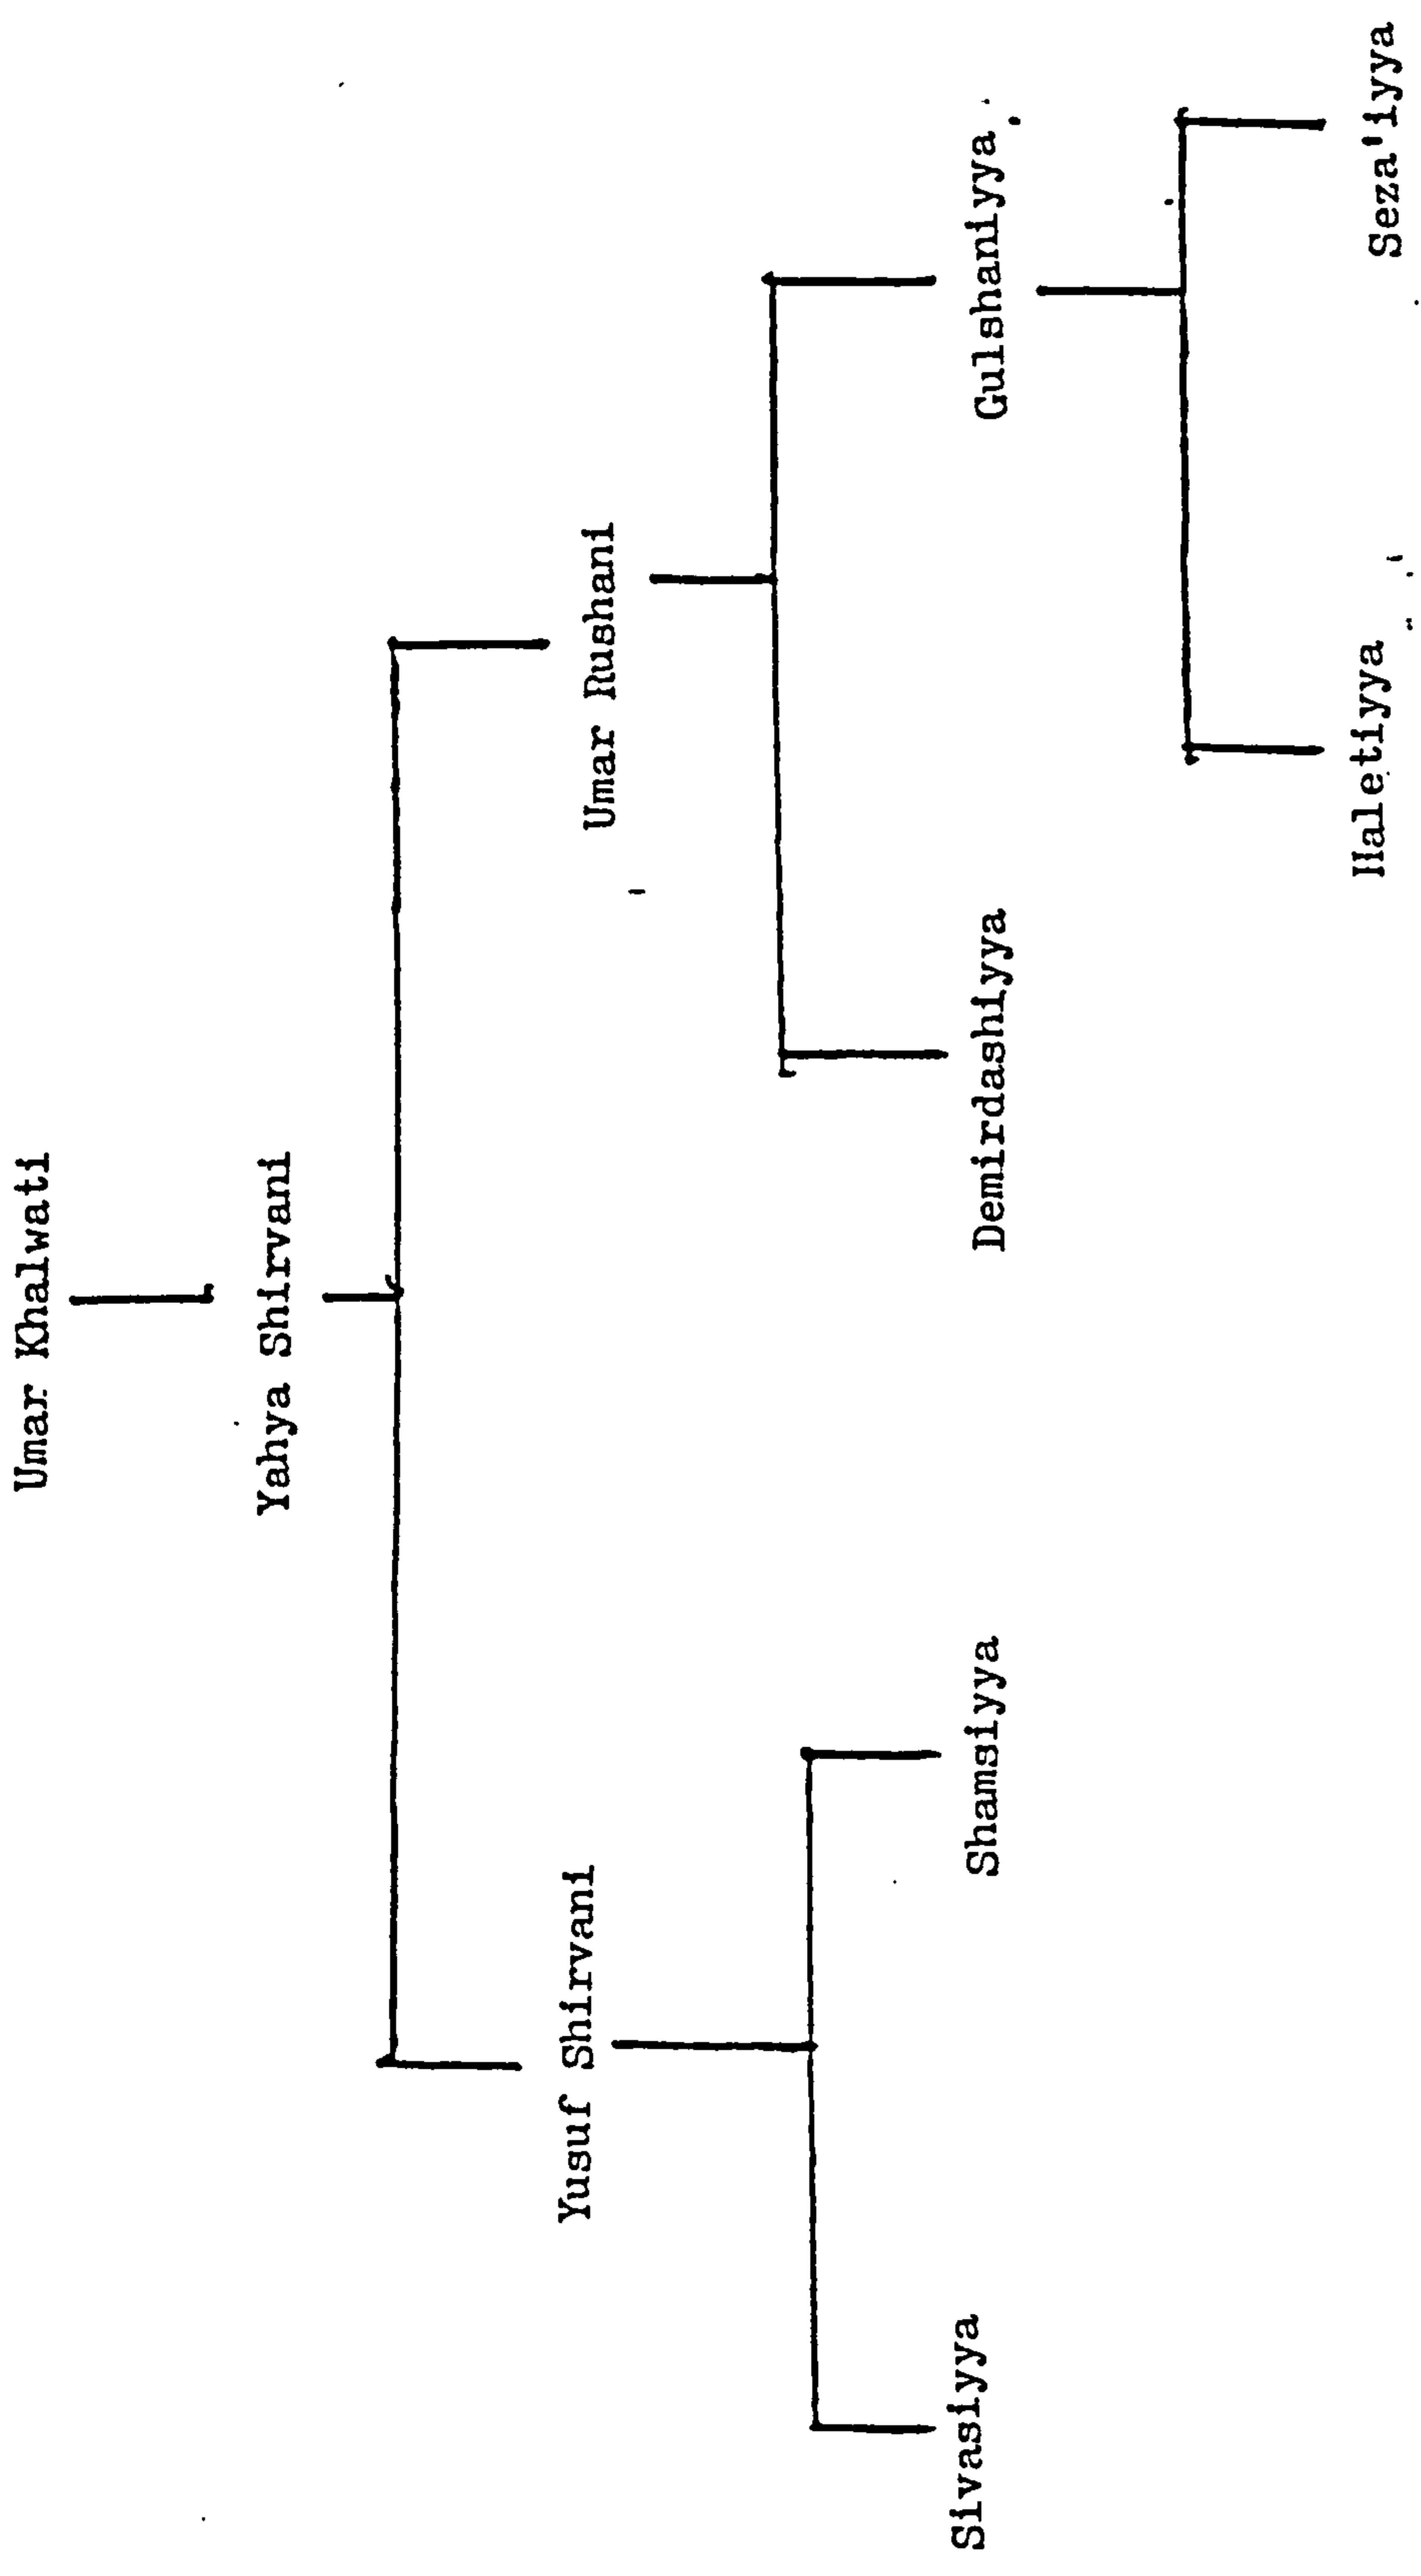 Umar Khalwati
Yahya Shirvani
Yusuf Shirvani
Umar Rushani
Sivasiyya
Shamsiyya
Demirdashiyya
Gulshaniyya
Haletiyya
Seza'iyya